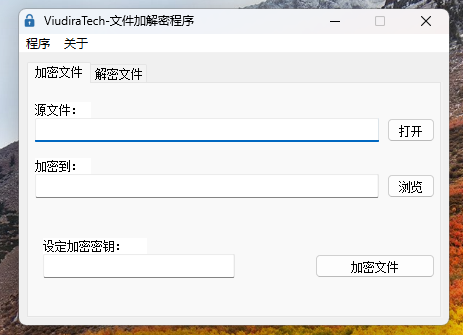 ViudiraTech-文件加解密程序
程序 关于
加密文件 解密文件
源文件：
打开
加密到：
浏览
设定加密密钥：
加密文件